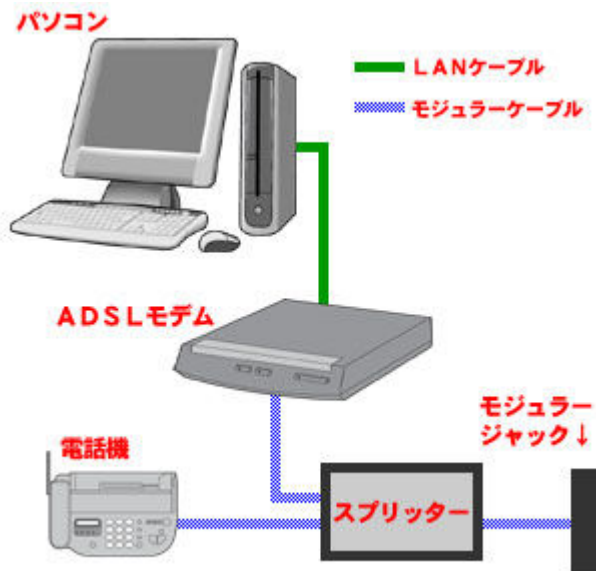 パソコン
LANケーブル
モジュラーケーブル
ADSLモデム
モジュラー
ジャック↓
電話機
スプリッター